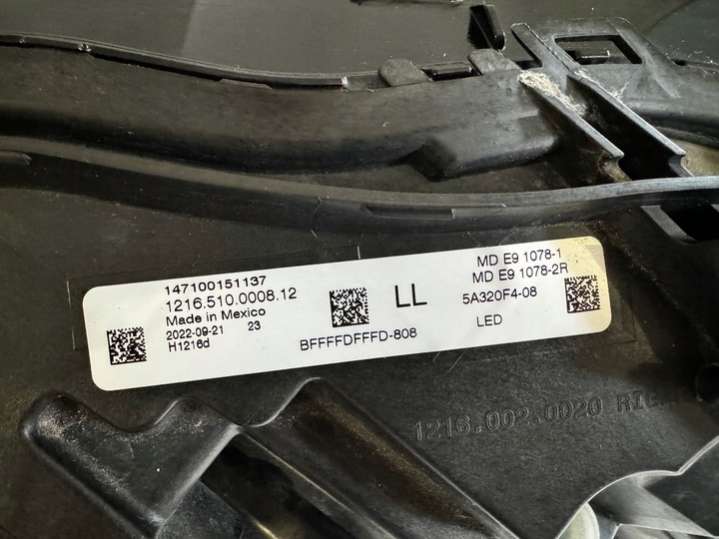 147100151137
1216.510.0008.12
Made in Mexico
2022-09-21 23
H1216d
BFFFFDFFFD-808
LL
MD E9 1078-1
MD E9 1078-2R
5A320F4-08
LED
1216.002.0020